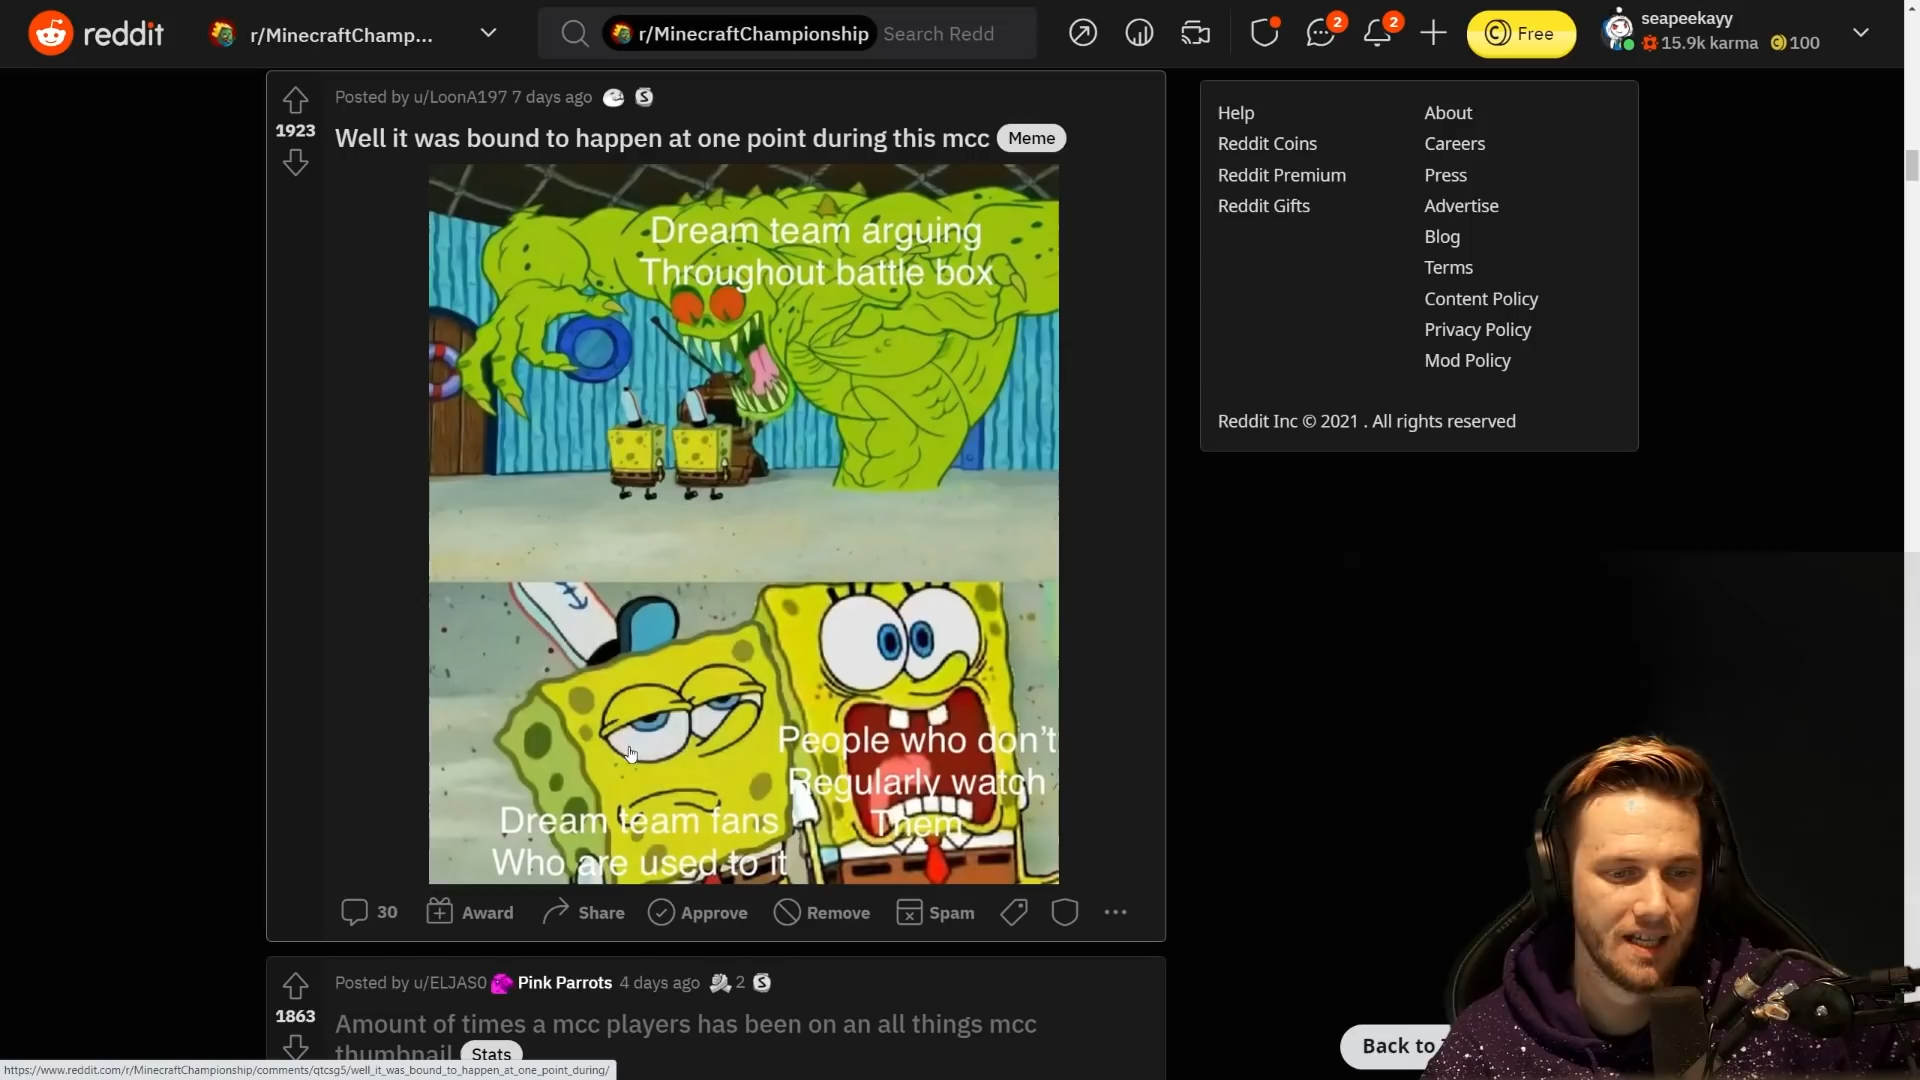 reddit
r/MinecraftChamp...
r/MinecraftChampionship
Search Redd
2
2
Free
seapeekayy
15.9k karma
100
Posted by u/LoonA197 7 days ago
1923
Well it was bound to happen at one point during this mcc
Meme
Dream team arguing
Throughout battle box
People who don't
Regularly watch
Them
Dream team fans
Who are used to it
30
Award
Share
Approve
Remove
Spam
Help
Reddit Coins
Reddit Premium
Reddit Gifts
About
Careers
Press
Advertise
Blog
Terms
Content Policy
Privacy Policy
Mod Policy
Reddit Inc © 2021 . All rights reserved
Posted by u/ELJAS0 Pink Parrots 4 days ago 2
1863
Amount of times a mcc players has been on an all things mcc
thumbnail
Stats
Back to
https://www.reddit.com/r/MinecraftChampionship/comments/qtcsg5/well_it_was_bound_to_happen_at_one_point_during/